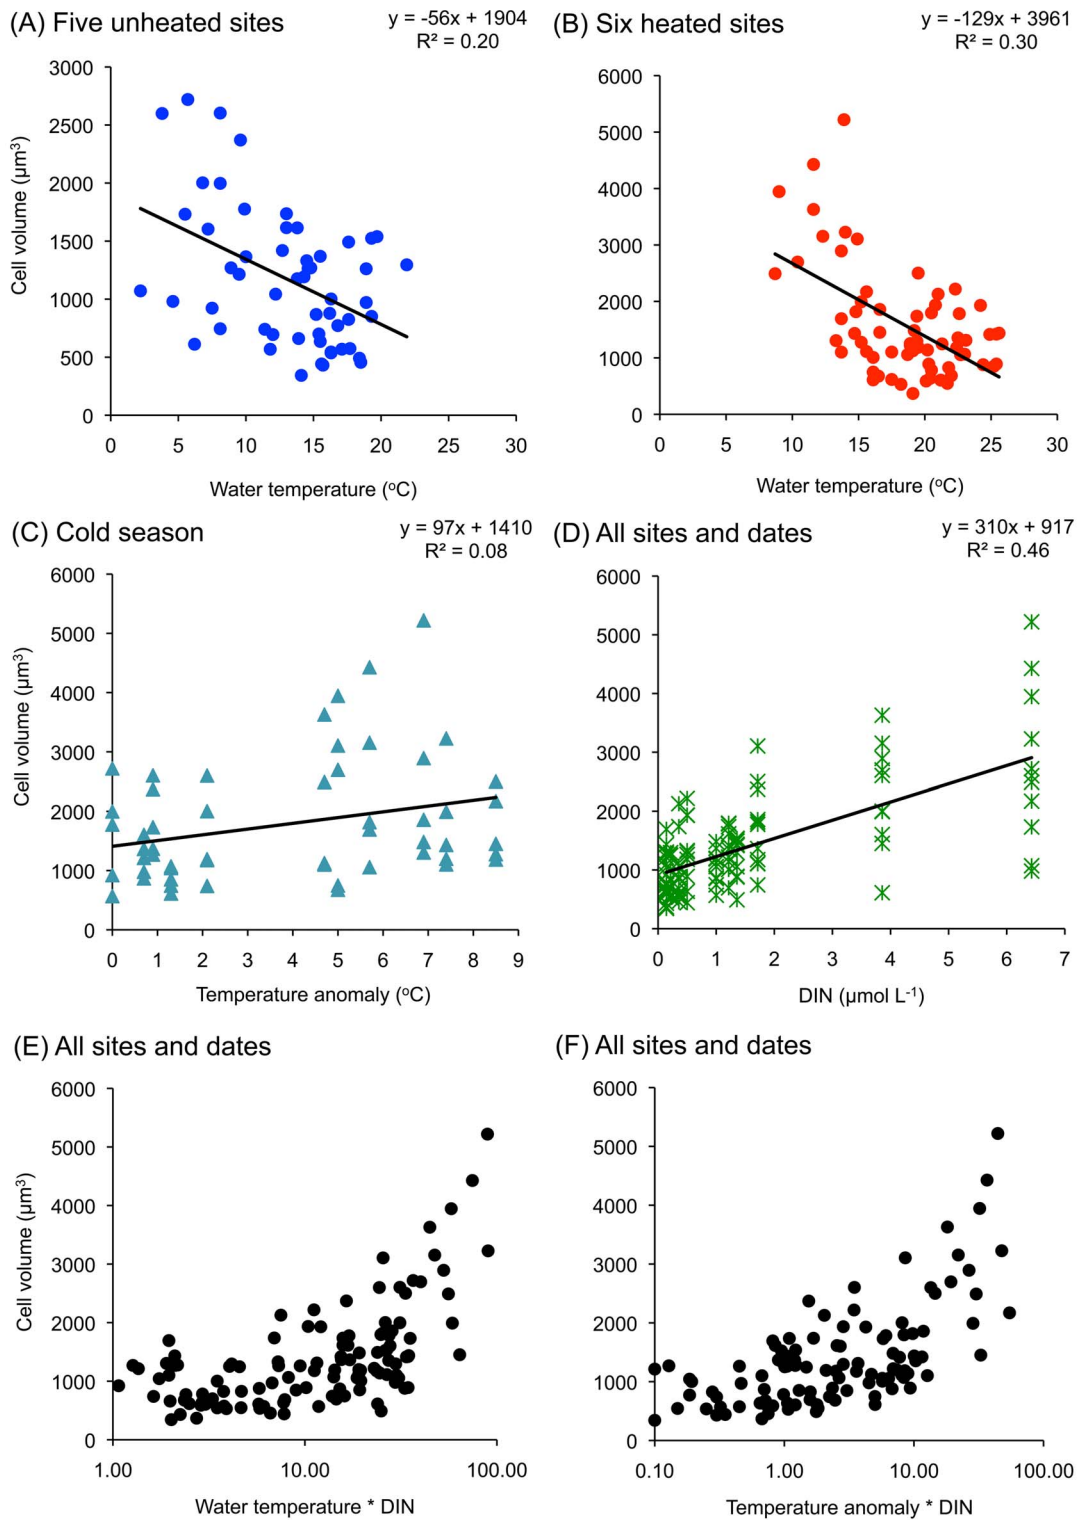 (A) Five unheated sites
y = -56x + 1904
R² = 0.20
3000
2500
2000
1500
1000
500
0
Cell volume (µm³)
0 5 10 15 20 25 30
Water temperature (°C)
(B) Six heated sites
y = -129x + 3961
R² = 0.30
6000
5000
4000
3000
2000
1000
0
0 5 10 15 20 25 30
Water temperature (°C)
(C) Cold season
y = 97x + 1410
R² = 0.08
6000
5000
4000
3000
2000
1000
0
Cell volume (µm³)
0 1 2 3 4 5 6 7 8 9
Temperature anomaly (°C)
(D) All sites and dates
y = 310x + 917
R² = 0.46
6000
5000
4000
3000
2000
1000
0
0 1 2 3 4 5 6 7
DIN (µmol L⁻¹)
(E) All sites and dates
6000
5000
4000
3000
2000
1000
0
Cell volume (µm³)
1.00 10.00 100.00
Water temperature * DIN
(F) All sites and dates
6000
5000
4000
3000
2000
1000
0
0.10 1.00 10.00 100.00
Temperature anomaly * DIN